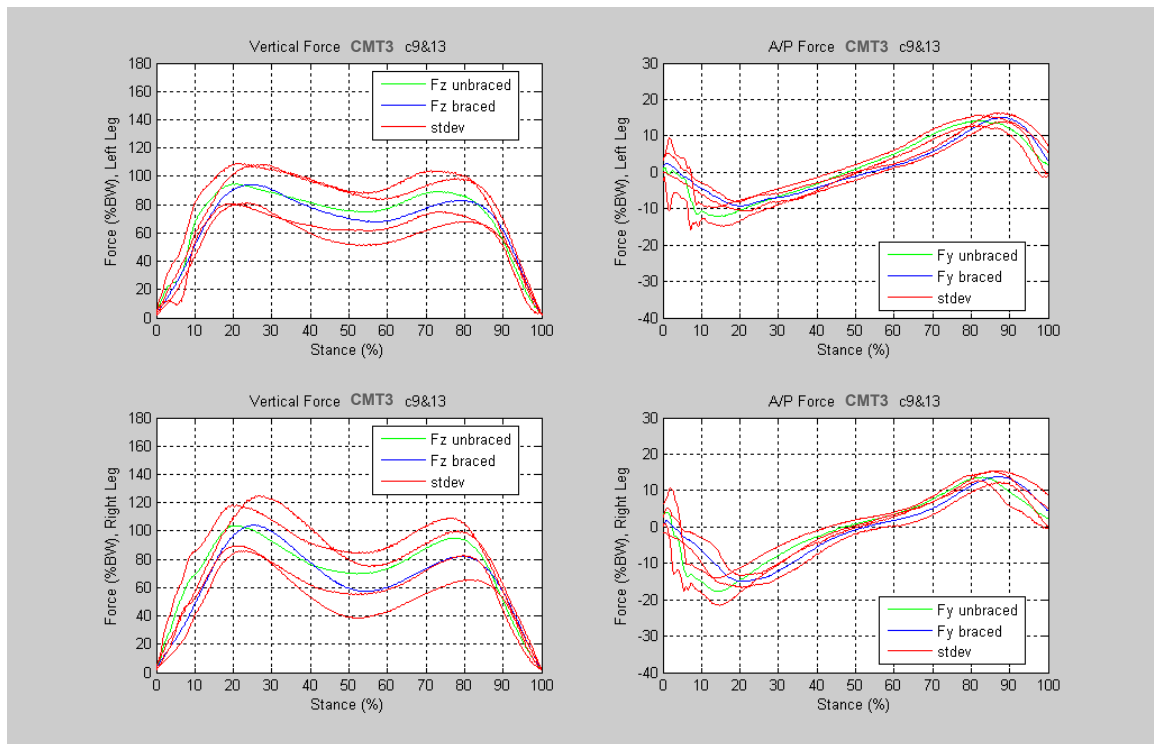 Vertical Force CMT3 c9&13
Force (%BW), Left Leg
180
160
140
120
100
80
60
40
20
0
Fz unbraced
Fz braced
stdev
0 10 20 30 40 50 60 70 80 90 100
Stance (%)
A/P Force CMT3 c9&13
Force (%BW), Left Leg
30
20
10
0
-10
-20
-30
-40
Fy unbraced
Fy braced
stdev
0 10 20 30 40 50 60 70 80 90 100
Stance (%)
Vertical Force CMT3 c9&13
Force (%BW), Right Leg
180
160
140
120
100
80
60
40
20
0
Fz unbraced
Fz braced
stdev
0 10 20 30 40 50 60 70 80 90 100
Stance (%)
A/P Force CMT3 c9&13
Force (%BW), Right Leg
30
20
10
0
-10
-20
-30
-40
Fy unbraced
Fy braced
stdev
0 10 20 30 40 50 60 70 80 90 100
Stance (%)